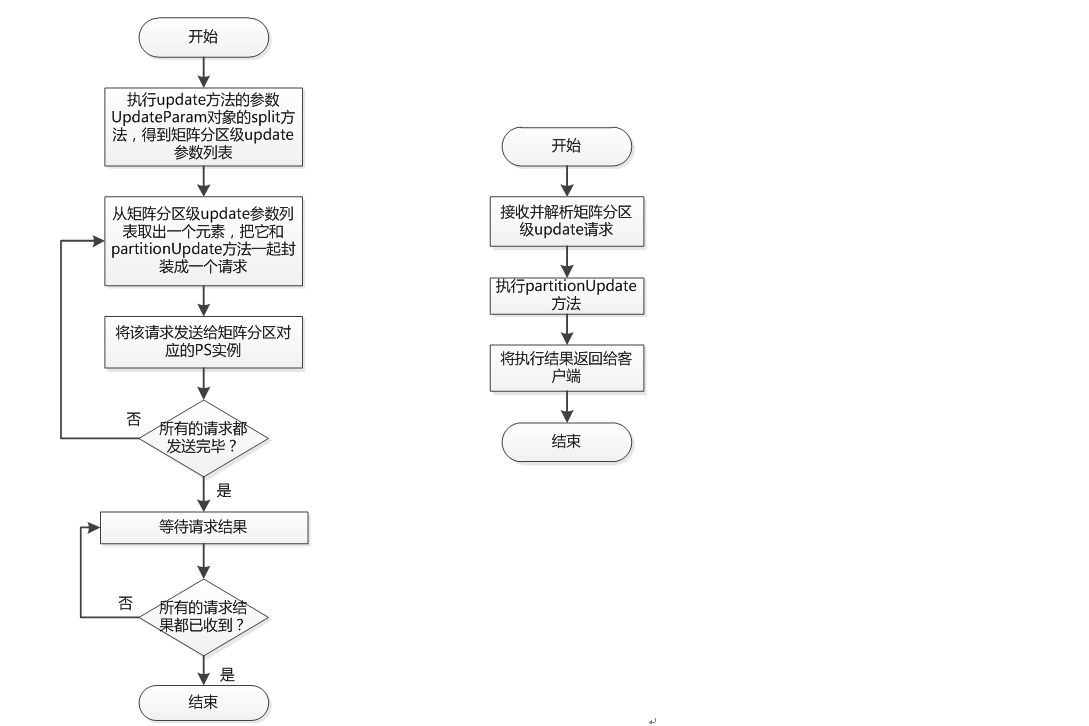 开始
执行update方法的参数
UpdateParam对象的split方
法，得到矩阵分区级update
参数列表
从矩阵分区级update参数列
表取出一个元素，把它和
partitionUpdate方法一起封
装成一个请求
将该请求发送给矩阵分区对
应的PS实例
否
所有的请求都
发送完毕？
是
等待请求结果
否
所有的请求结
果都已收到？
是
结束
开始
接收并解析矩阵分区
级update请求
执行partitionUpdate
方法
将执行结果返回给客
户端
结束